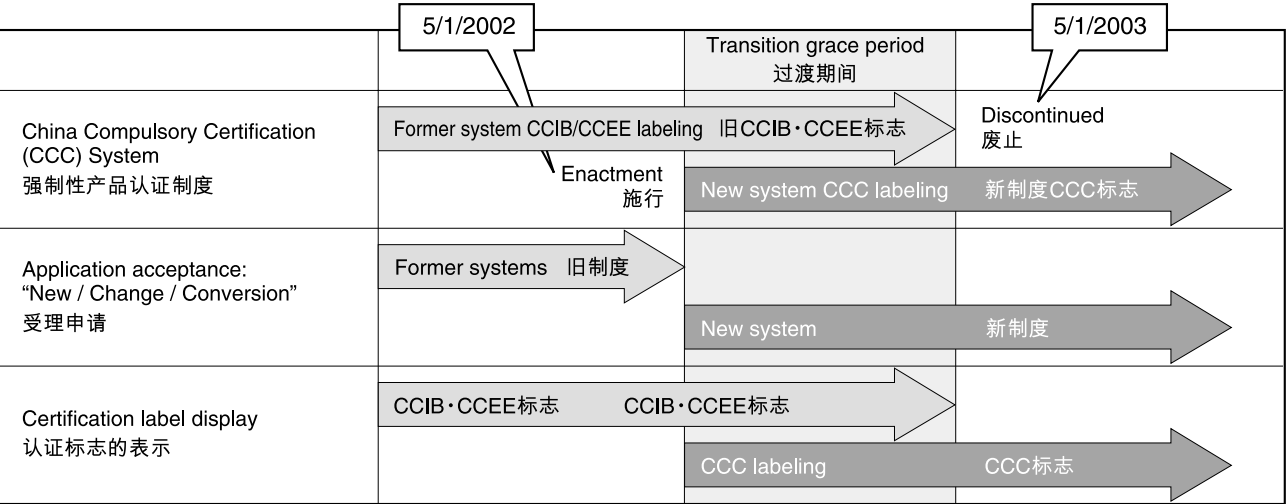 5/1/2002
5/1/2003
Transition grace period
过渡期间
China Compulsory Certification
(CCC) System
强制性产品认证制度
Former system CCIB/CCEE labeling 旧CCIB･CCEE标志
Discontinued
废止
Enactment
施行
New system CCC labeling 新制度CCC标志
Application acceptance:
“New / Change / Conversion”
受理申请
Former systems 旧制度
New system 新制度
Certification label display
认证标志的表示
CCIB･CCEE标志 CCIB･CCEE标志
CCC labeling CCC标志